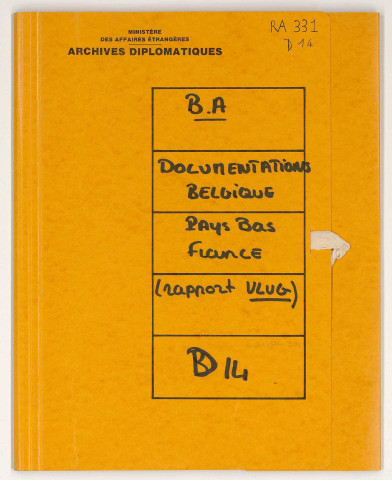 MINISTÈRE
DES AFFAIRES ÉTRANGÈRES
ARCHIVES DIPLOMATIQUES
RA 331
D 14
B.A
DOCUMENTATIONS
BELGIQUE
PAYS BAS
FRANCE
(rapport VLUG)
D 14